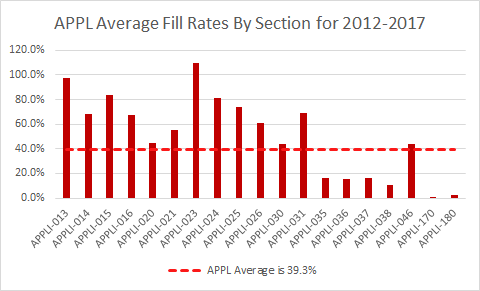 APPL Average Fill Rates By Section for 2012-2017
120.0%
100.0%
80.0%
60.0%
40.0%
20.0%
0.0%
APPLI-013
APPLI-014
APPLI-015
APPLI-016
APPLI-020
APPLI-021
APPLI-023
APPLI-024
APPLI-025
APPLI-026
APPLI-030
APPLI-031
APPLI-035
APPLI-036
APPLI-037
APPLI-038
APPLI-046
APPLI-170
APPLI-180
APPL Average is 39.3%